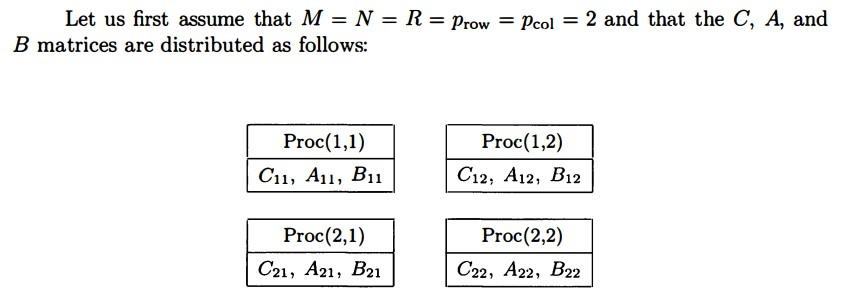 Let us first assume that M = N = R = p_row = p_col = 2 and that the C, A, and
B matrices are distributed as follows:
Proc(1,1) Proc(1,2)
C₁₁, A₁₁, B₁₁ C₁₂, A₁₂, B₁₂
Proc(2,1) Proc(2,2)
C₂₁, A₂₁, B₂₁ C₂₂, A₂₂, B₂₂